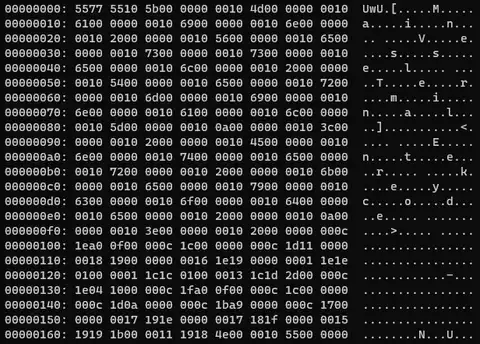 00000000: 5577 5510 5b00 0000 0010 4d00 0000 0010 UwU.[.....M.....
00000010: 6100 0000 0010 6900 0000 0010 6e00 0000 a.....i.....n...
00000020: 0010 2000 0000 0010 5600 0000 0010 6500 .. .....V.....e.
00000030: 0000 0010 7300 0000 0010 7300 0000 0010 ....s.....s.....
00000040: 6500 0000 0010 6c00 0000 0010 2000 0000 e.....l..... ...
00000050: 0010 5400 0000 0010 6500 0000 0010 7200 ..T.....e.....r.
00000060: 0000 0010 6d00 0000 0010 6900 0000 0010 ....m.....i.....
00000070: 6e00 0000 0010 6100 0000 0010 6c00 0000 n.....a.....l...
00000080: 0010 5d00 0000 0010 0a00 0000 0010 3c00 ..]...........<.
00000090: 0000 0010 2000 0000 0010 4500 0000 0010 .... .....E.....
000000a0: 6e00 0000 0010 7400 0000 0010 6500 0000 n.....t.....e...
000000b0: 0010 7200 0000 0010 2000 0000 0010 6b00 ..r..... .....k.
000000c0: 0000 0010 6500 0000 0010 7900 0000 0010 ....e.....y.....
000000d0: 6300 0000 0010 6f00 0000 0010 6400 0000 c.....o.....d...
000000e0: 0010 6500 0000 0010 2000 0000 0010 0a00 ..e..... .......
000000f0: 0000 0010 3e00 0000 0010 2000 0000 000c ....>..... .....
00000100: 1ea0 0f00 000c 1c00 0000 000c 1d11 0000 ................
00000110: 0018 1900 0000 0016 1e19 0000 0001 1e1e ................
00000120: 0100 0001 1c1c 0100 0013 1c1d 2d00 000c ............-...
00000130: 1e04 1000 000c 1fa0 0f00 000c 1c00 0000 ................
00000140: 000c 1d0a 0000 000c 1ba9 0000 000c 1700 ................
00000150: 0000 0017 191e 0000 0017 181f 0000 0015 ................
00000160: 1919 1b00 0011 1918 4e00 0010 5500 0000 ........N...U...